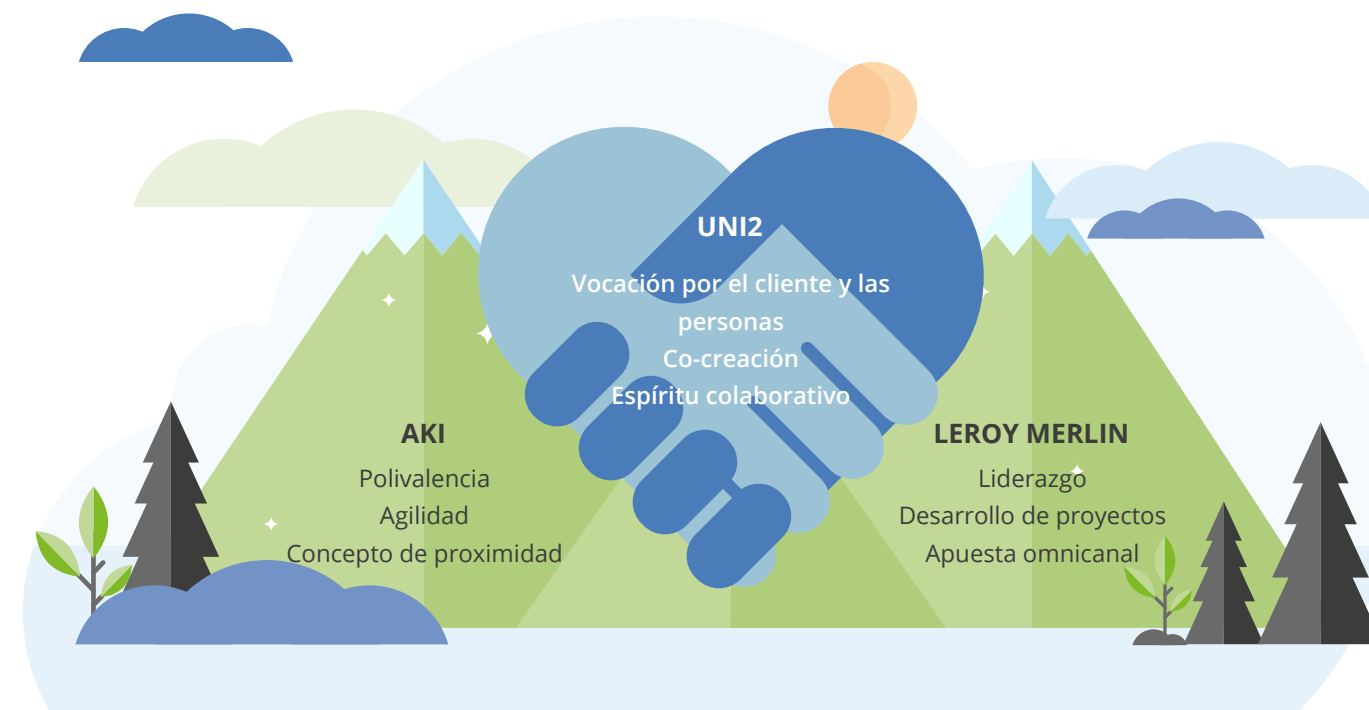 UNI2
Vocación por el cliente y las
personas
Co-creación
Espíritu colaborativo
AKI
Polivalencia
Agilidad
Concepto de proximidad
LEROY MERLIN
Liderazgo
Desarrollo de proyectos
Apuesta omnicanal